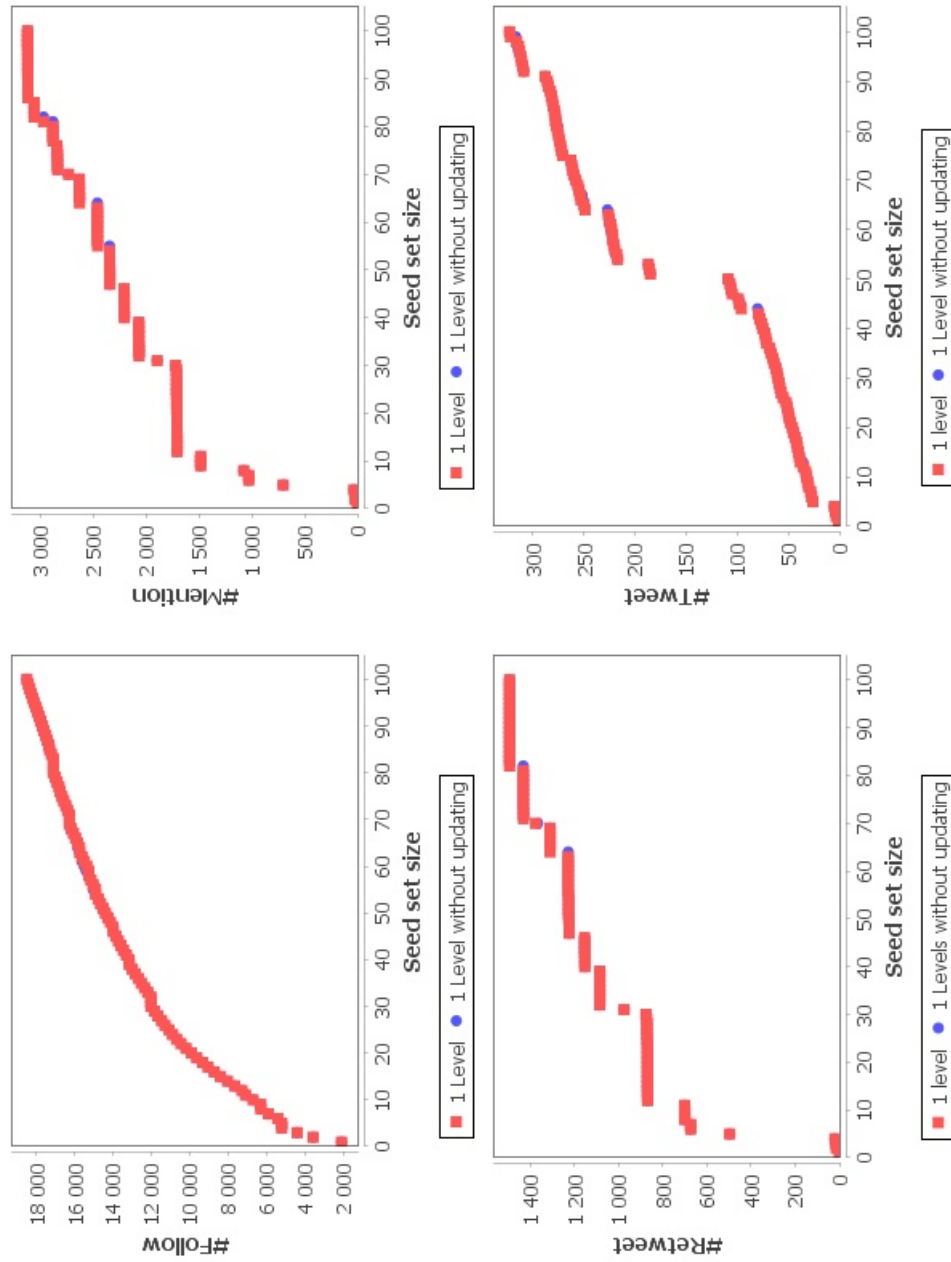 #Follow
18 000
16 000
14 000
12 000
10 000
8 000
6 000
4 000
2 000
0 10 20 30 40 50 60 70 80 90 100
Seed set size
1 Level 1 Level without updating
#Mention
3 000
2 500
2 000
1 500
1 000
500
0
0 10 20 30 40 50 60 70 80 90 100
Seed set size
1 Level 1 Level without updating
#Retweet
1 400
1 200
1 000
800
600
400
200
0
0 10 20 30 40 50 60 70 80 90 100
Seed set size
1 level 1 Levels without updating
#Tweet
300
250
200
150
100
50
0
0 10 20 30 40 50 60 70 80 90 100
Seed set size
1 level 1 Level without updating